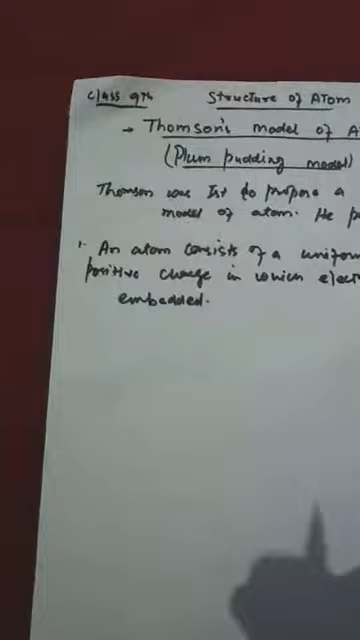 Class 9th Structure of Atom
→ Thomson's model of A
(Plum pudding model)
Thomson was Ist to propose a
model of atom. He p
1. An atom consists of a uniform
positive charge in which elect
embedded.